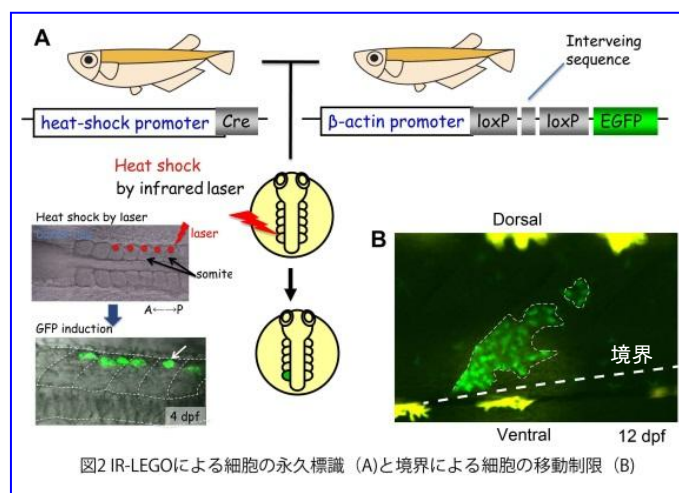 A
Interveing
sequence
heat-shock promoter Cre
β-actin promoter loxP loxP EGFP
Heat shock
by infrared laser
Heat shock by laser
laser
somite
A←→P
GFP induction
4 dpf
B
Dorsal
境界
Ventral
12 dpf
図2 IR-LEGOによる細胞の永久標識（A)と境界による細胞の移動制限（B)